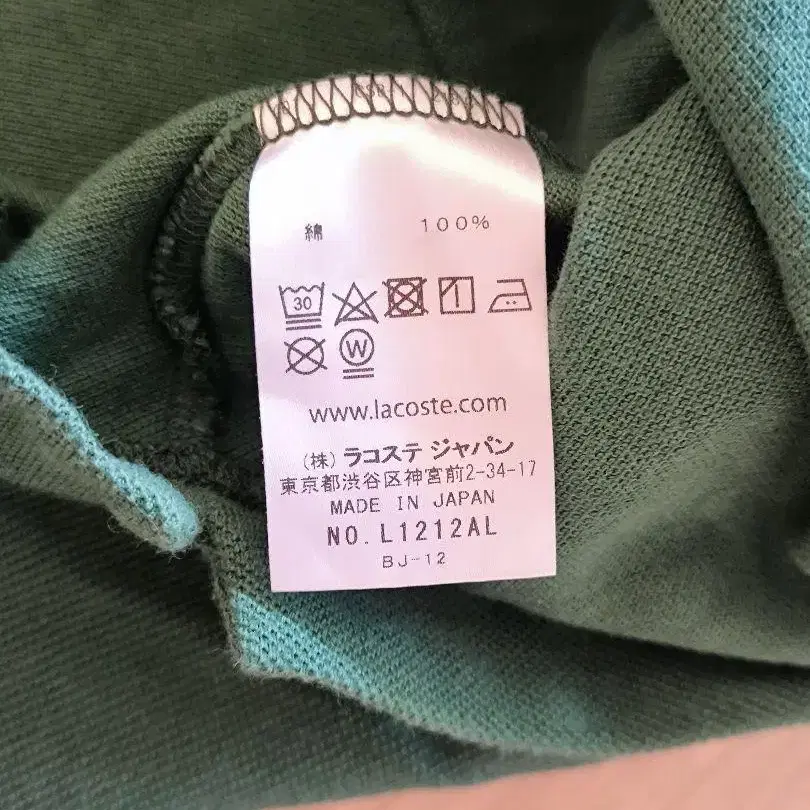 綿 100%
30
W
www.lacoste.com
(株) ラコステ ジャパン
東京都渋谷区神宮前2-34-17
MADE IN JAPAN
NO. L1212AL
BJ-12